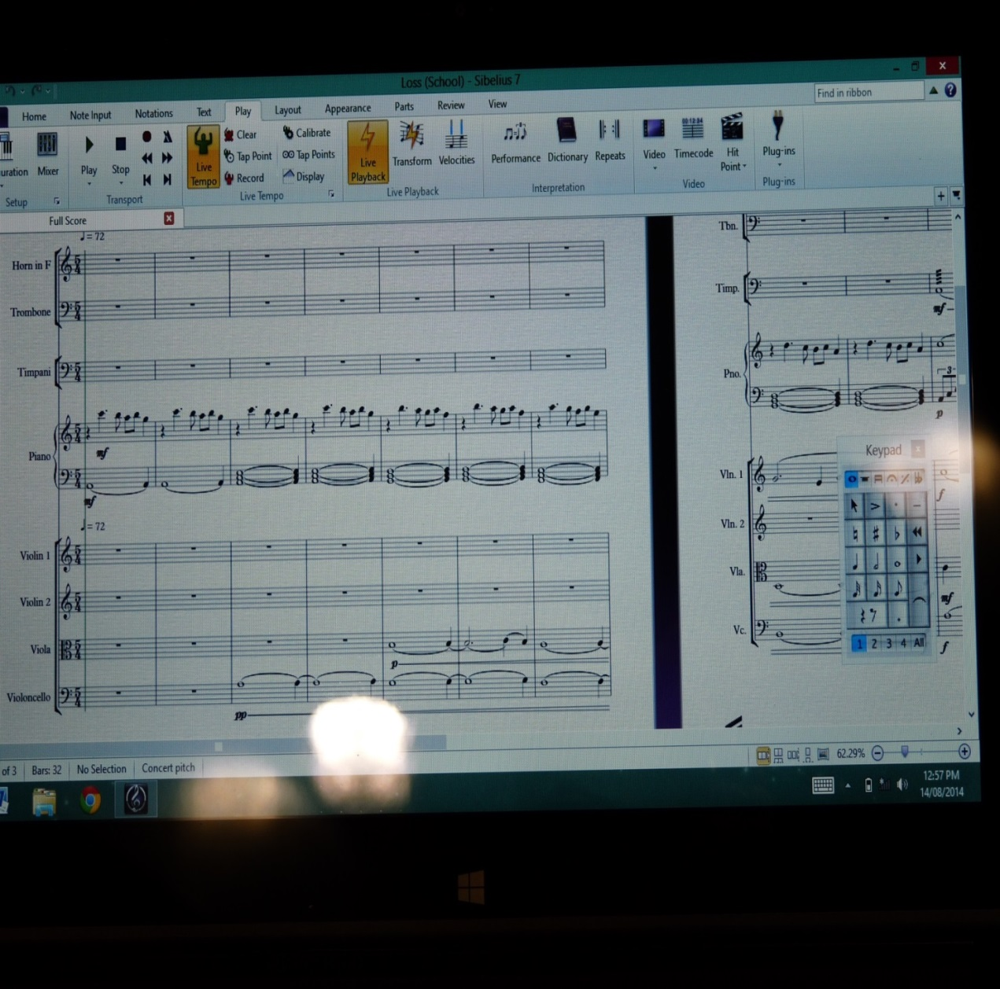 Loss (School) - Sibelius 7
Home Note Input Notations Text Play Layout Appearance Parts Review View
Find in ribbon
Mixer
Play
Stop
Live Tempo
Clear
Tap Point
Record
Calibrate
Tap Points
Display
Live Playback
Transform
Velocities
Performance
Dictionary
Repeats
Video
Timecode
Hit Point
Plug-ins
Setup Transport Live Tempo Live Playback Interpretation Video Plug-ins
Full Score
♩= 72
Horn in F
Trombone
Timpani
Piano
mf
mf
♩= 72
Violin 1
Violin 2
Viola
p
Violoncello
pp
5
4
Tbn.
Timp.
mf
Pno.
3
p
Vln. 1
f
Vln. 2
Vla.
mf
Vc.
f
Keypad
1 2 3 4 All
of 3 Bars: 32 No Selection Concert pitch
62.29%
12:57 PM
14/08/2014